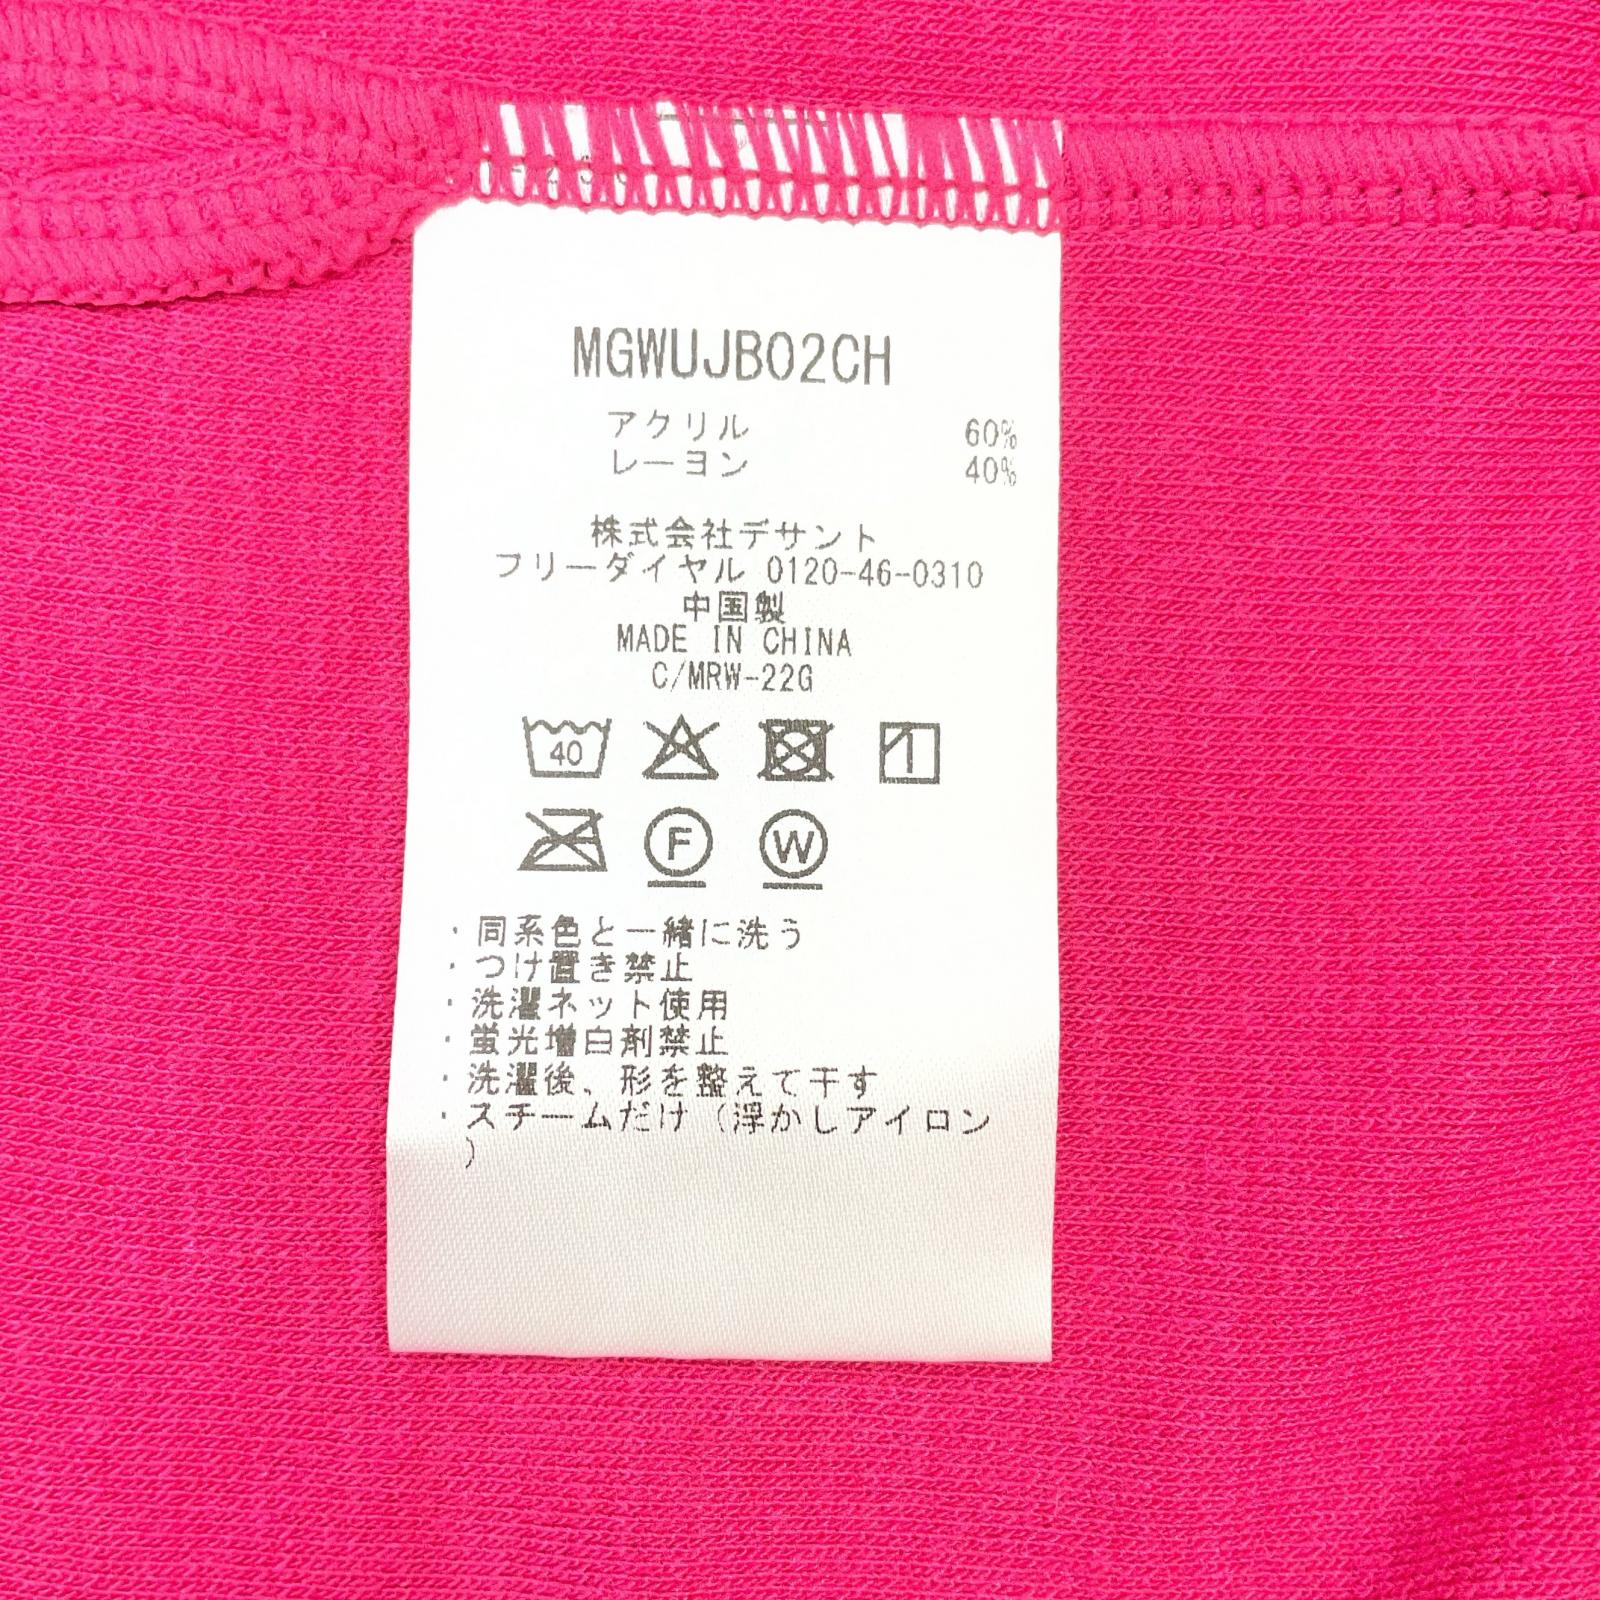 MGWUJB02CH
アクリル 60%
レーヨン 40%
株式会社デサント
フリーダイヤル 0120-46-0310
中国製
MADE IN CHINA
C/MRW-22G
40
F W
・同系色と一緒に洗う
・つけ置き禁止
・洗濯ネット使用
・蛍光増白剤禁止
・洗濯後、形を整えて干す
・スチームだけ（浮かしアイロン
）